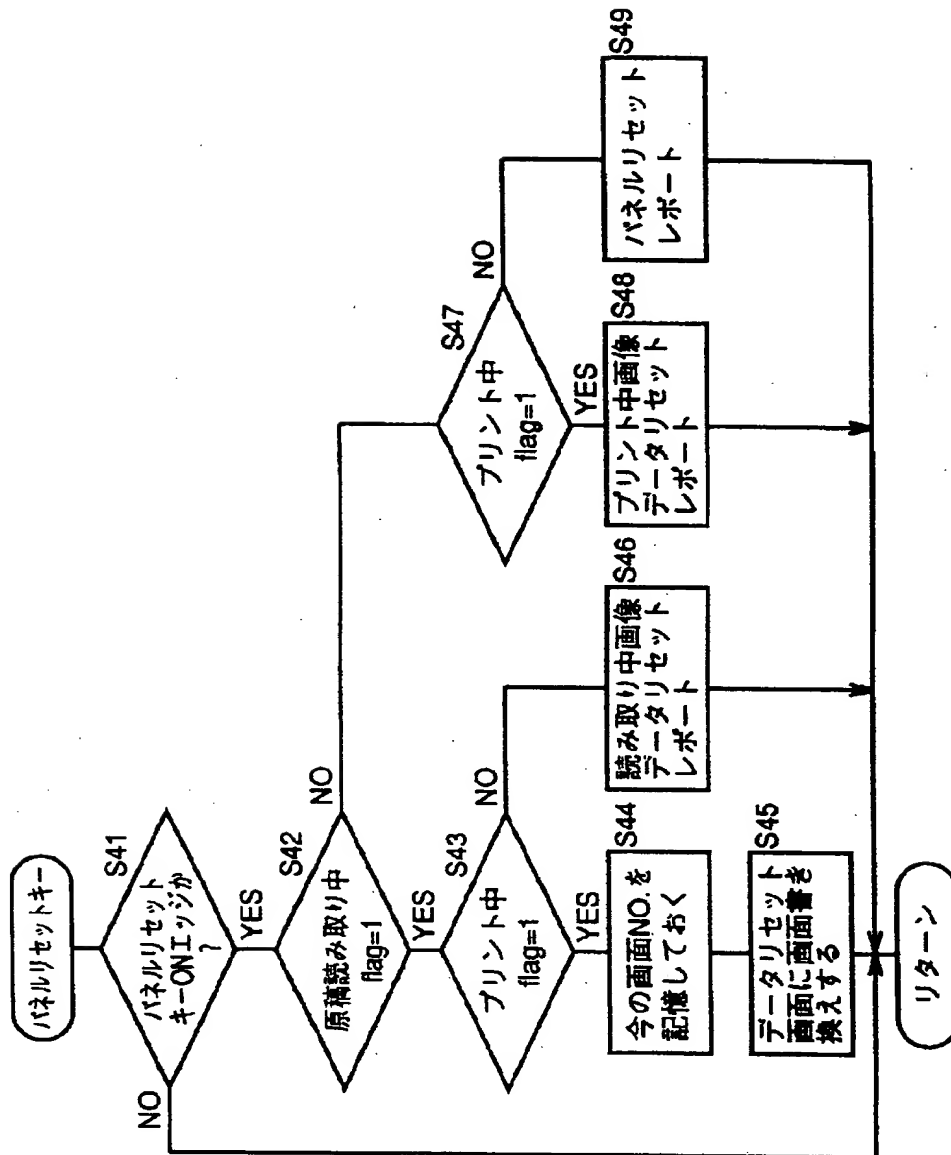 パネルリセットキー
S41
パネルリセット
キーONエッジか
?
NO
YES
S42
原稿読み取り中
flag=1
NO
YES
S43
プリント中
flag=1
NO
YES
S44
今の画面NO.を
記憶しておく
S45
データリセット
画面に画面書き
換えする
S46
読み取り中画像
データリセット
レポート
S47
プリント中
flag=1
NO
YES
S48
プリント中画像
データリセット
レポート
S49
パネルリセット
レポート
リターン